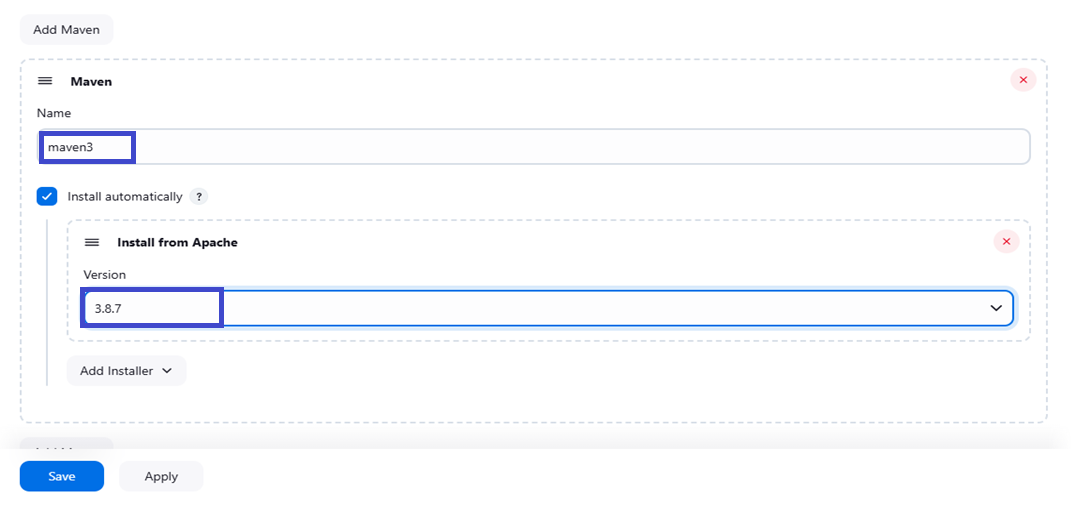 Add Maven
Maven
Name
maven3
Install automatically ?
Install from Apache
Version
3.8.7
Add Installer
Save Apply